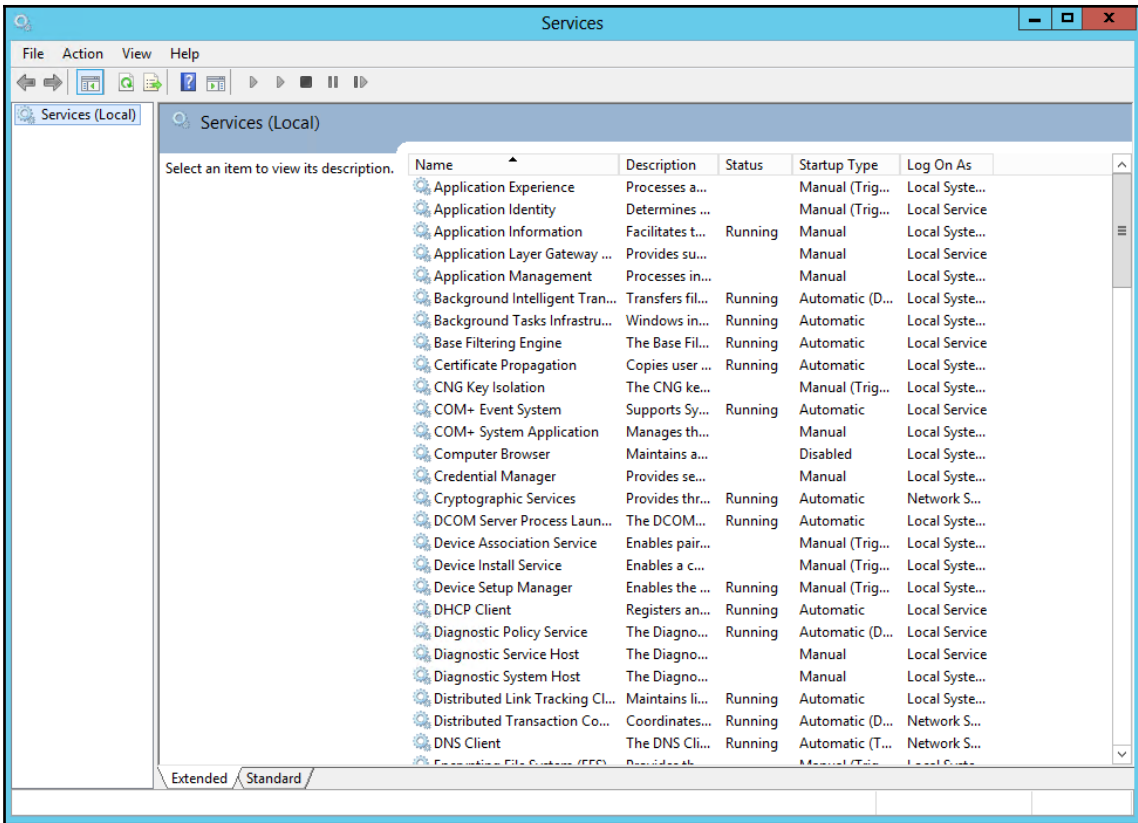 Services
File Action View Help
Services (Local)
Services (Local)
Select an item to view its description.
Name Description Status Startup Type Log On As
Application Experience Processes a... Manual (Trig... Local Syste...
Application Identity Determines ... Manual (Trig... Local Service
Application Information Facilitates t... Running Manual Local Syste...
Application Layer Gateway ... Provides su... Manual Local Service
Application Management Processes in... Manual Local Syste...
Background Intelligent Tran... Transfers fil... Running Automatic (D... Local Syste...
Background Tasks Infrastru... Windows in... Running Automatic Local Syste...
Base Filtering Engine The Base Fil... Running Automatic Local Service
Certificate Propagation Copies user ... Running Automatic Local Syste...
CNG Key Isolation The CNG ke... Manual (Trig... Local Syste...
COM+ Event System Supports Sy... Running Automatic Local Service
COM+ System Application Manages th... Manual Local Syste...
Computer Browser Maintains a... Disabled Local Syste...
Credential Manager Provides se... Manual Local Syste...
Cryptographic Services Provides thr... Running Automatic Network S...
DCOM Server Process Laun... The DCOM... Running Automatic Local Syste...
Device Association Service Enables pair... Manual (Trig... Local Syste...
Device Install Service Enables a c... Manual (Trig... Local Syste...
Device Setup Manager Enables the ... Running Manual (Trig... Local Syste...
DHCP Client Registers an... Running Automatic Local Service
Diagnostic Policy Service The Diagno... Running Automatic (D... Local Service
Diagnostic Service Host The Diagno... Manual Local Service
Diagnostic System Host The Diagno... Manual Local Syste...
Distributed Link Tracking Cl... Maintains li... Running Automatic Local Syste...
Distributed Transaction Co... Coordinates... Running Automatic (D... Network S...
DNS Client The DNS Cli... Running Automatic (T... Network S...
Extended Standard